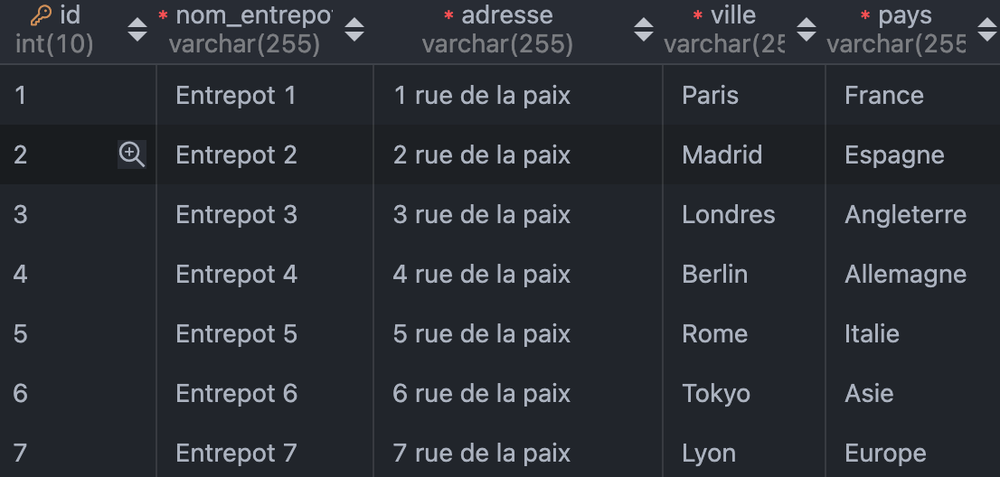 id * nom_entrepo * adresse * ville * pays
int(10) varchar(255) varchar(255) varchar(25 varchar(255
1 Entrepot 1 1 rue de la paix Paris France
2 Entrepot 2 2 rue de la paix Madrid Espagne
3 Entrepot 3 3 rue de la paix Londres Angleterre
4 Entrepot 4 4 rue de la paix Berlin Allemagne
5 Entrepot 5 5 rue de la paix Rome Italie
6 Entrepot 6 6 rue de la paix Tokyo Asie
7 Entrepot 7 7 rue de la paix Lyon Europe